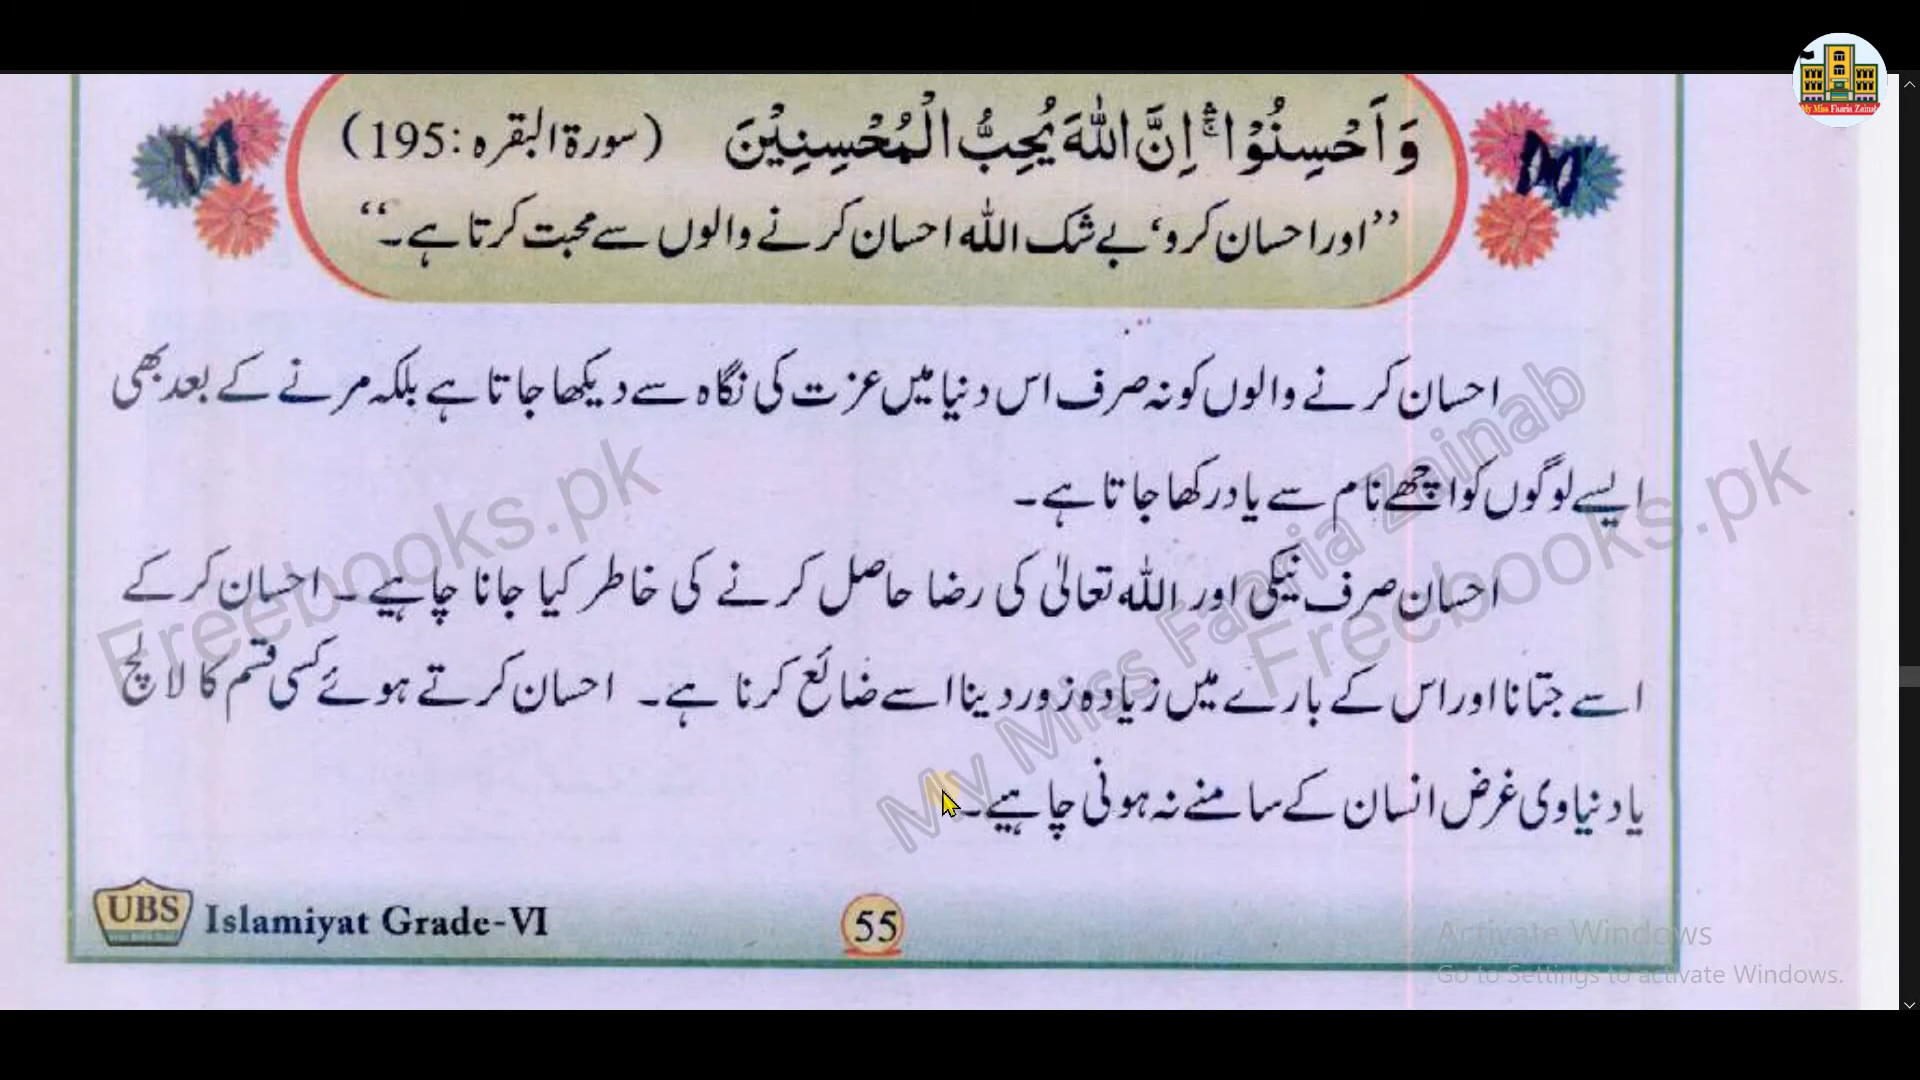 وَاَحْسِنُوْا ۚ اِنَّ اللّٰهَ يُحِبُّ الْمُحْسِنِيْنَ (سورۃ البقرہ: 195)
’’اور احسان کرو‘ بے شک اللہ احسان کرنے والوں سے محبت کرتا ہے۔‘‘
احسان کرنے والوں کو نہ صرف اس دنیا میں عزت کی نگاہ سے دیکھا جاتا ہے بلکہ مرنے کے بعد بھی
ایسے لوگوں کو اچھے نام سے یاد رکھا جاتا ہے۔
احسان صرف نیکی اور اللہ تعالیٰ کی رضا حاصل کرنے کی خاطر کیا جانا چاہیے۔ احسان کر کے
اسے جتانا اور اس کے بارے میں زیادہ زور دینا اسے ضائع کرنا ہے۔ احسان کرتے ہوئے کسی قسم کا لالچ
یا دنیاوی غرض انسان کے سامنے نہ ہونی چاہیے۔
UBS Islamiyat Grade-VI 55
Freebooks.pk
Freebooks.pk
My Miss Faaria Zainab
My Miss Faaria Zainab
Activate Windows
Go to Settings to activate Windows.